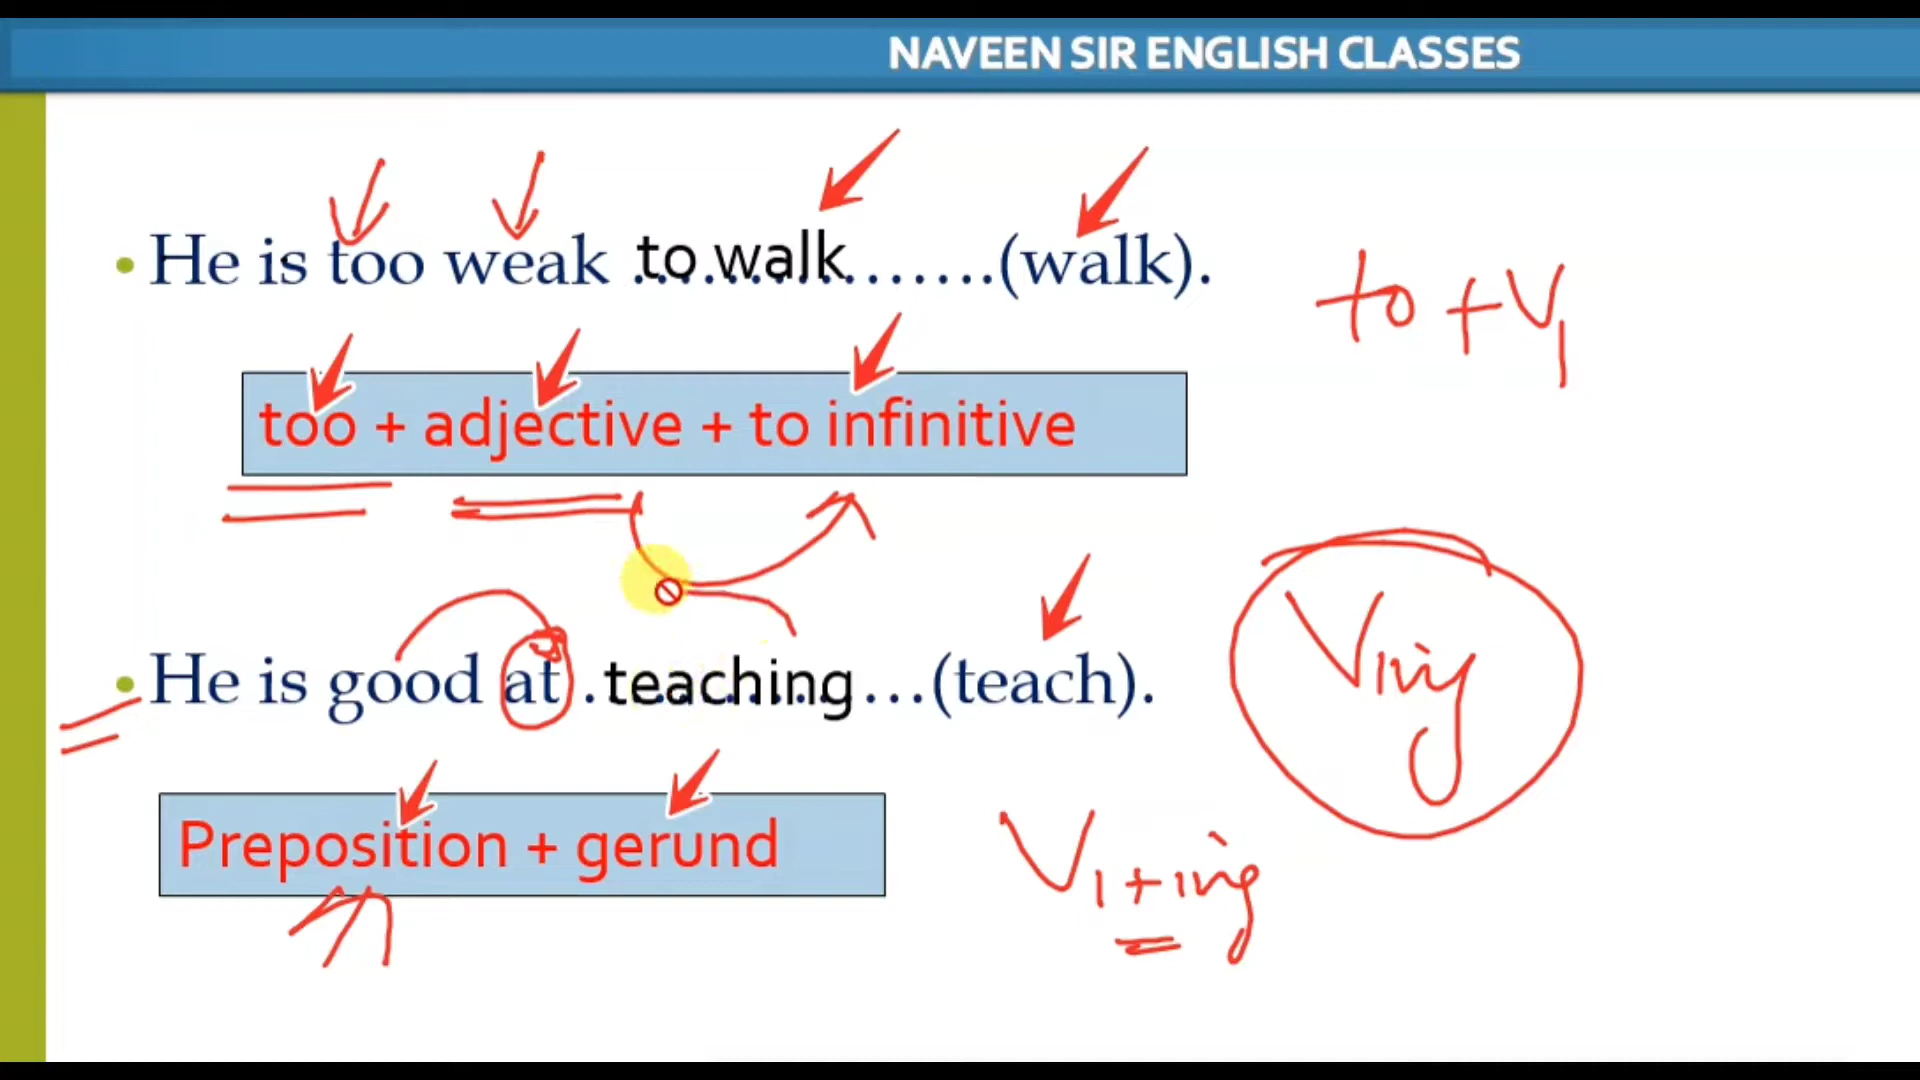 NAVEEN SIR ENGLISH CLASSES
• He is too weak to walk…….(walk).
to + V1
too + adjective + to infinitive
• He is good at . teaching …(teach).
V1ing
Preposition + gerund
V1+ing